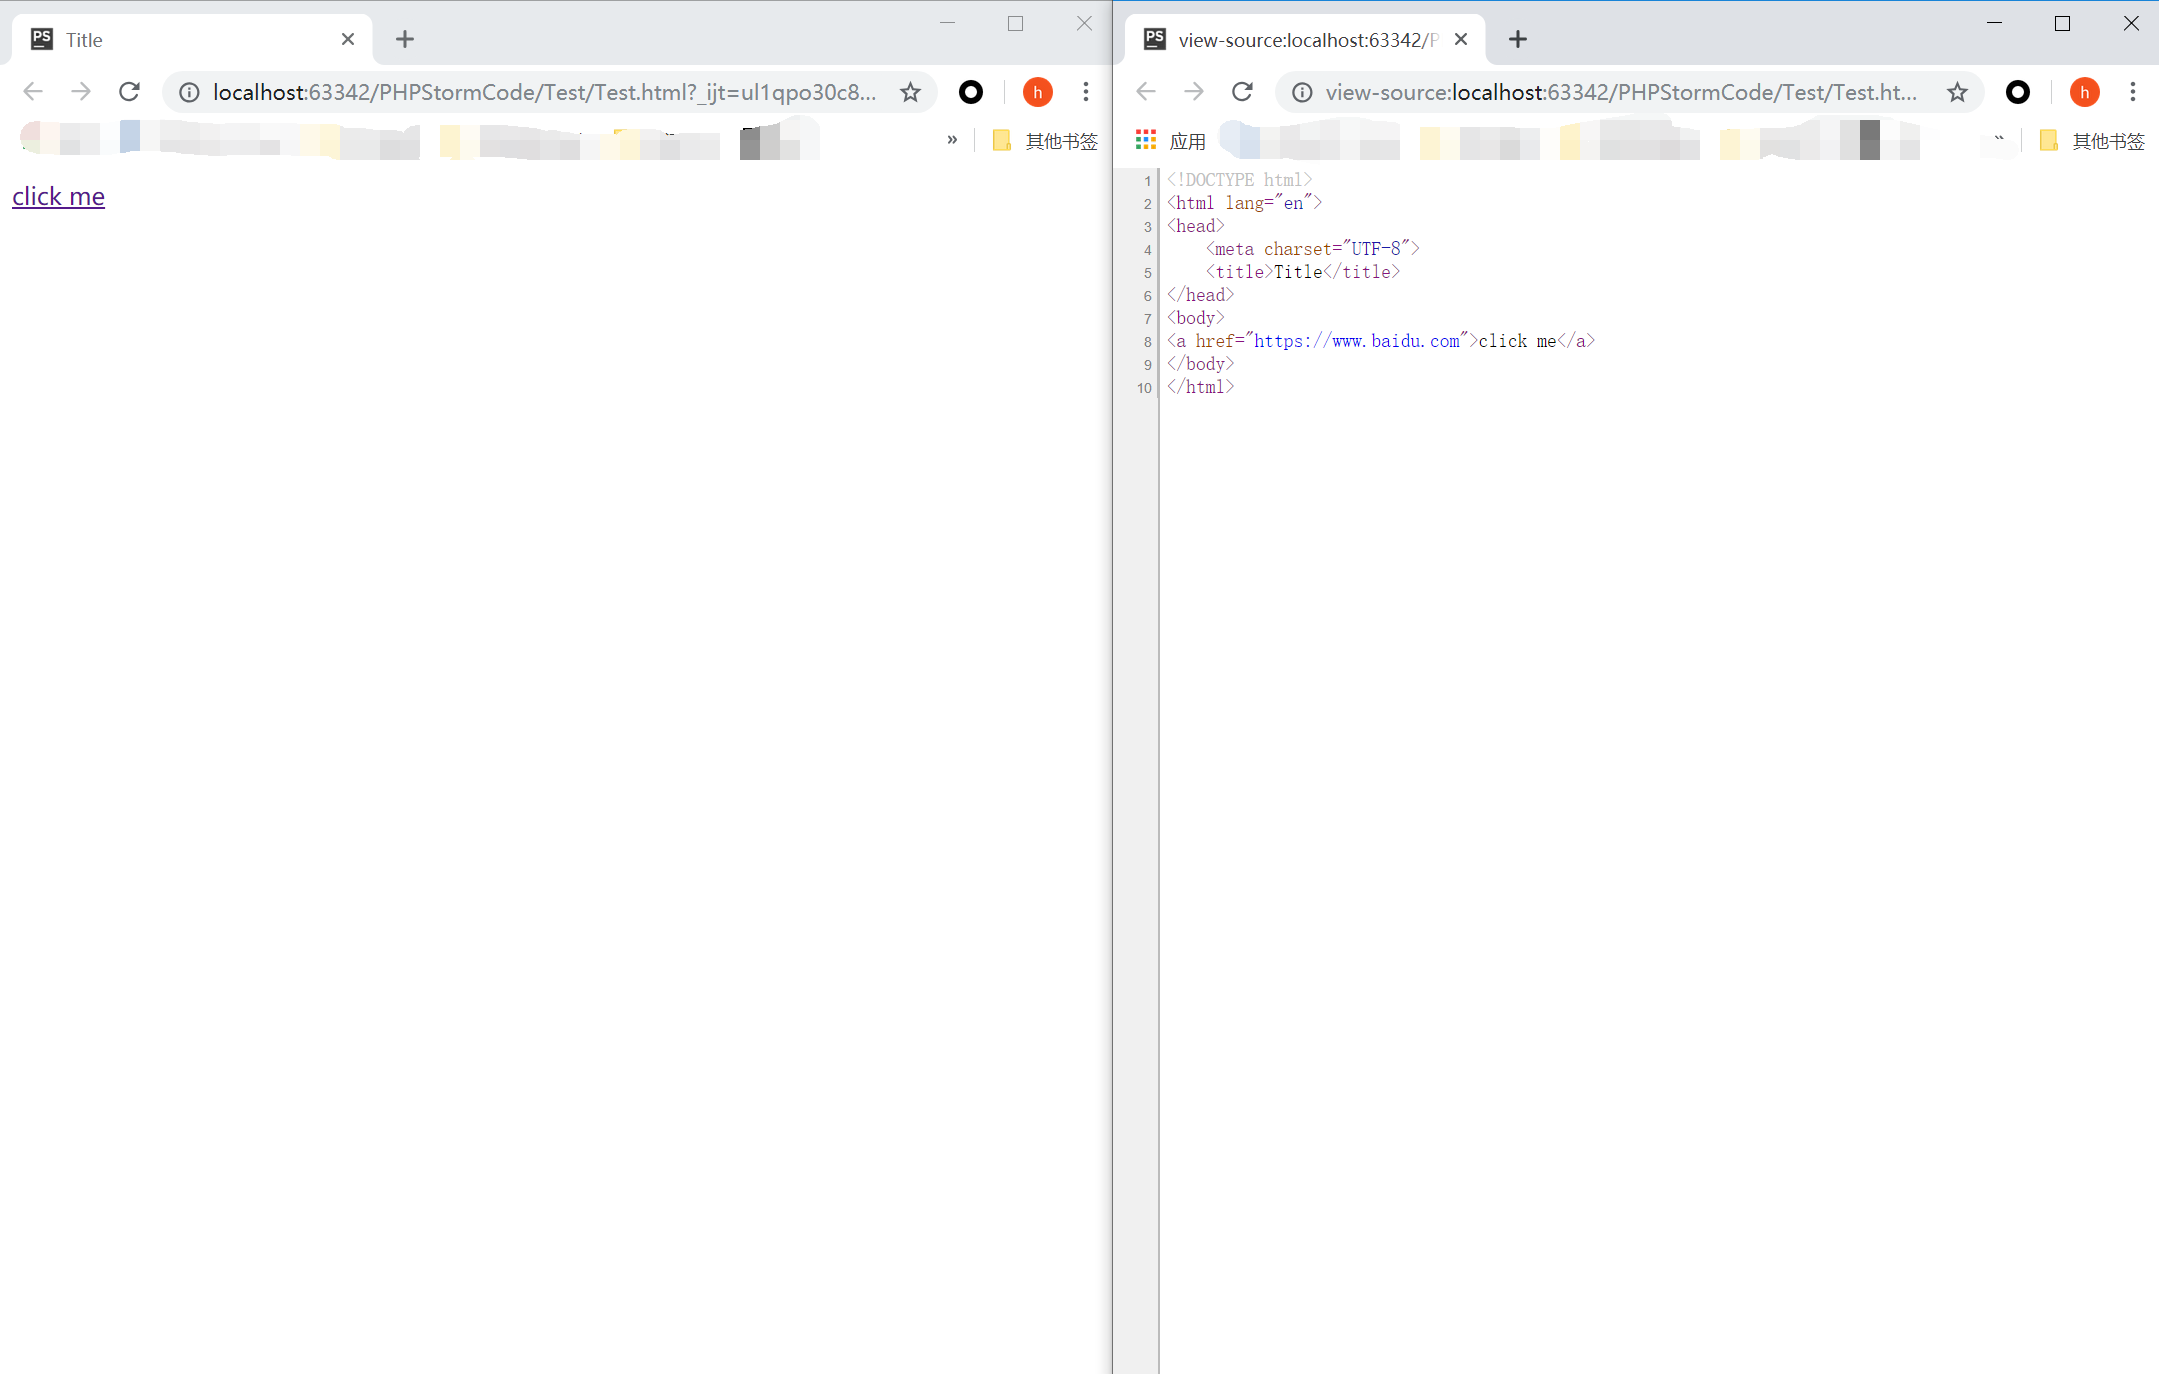 PS Title
localhost:63342/PHPStormCode/Test/Test.html?_ijt=ul1qpo30c8...
h
» 其他书签
click me
PS view-source:localhost:63342/P
view-source:localhost:63342/PHPStormCode/Test/Test.ht...
h
应用
其他书签
1 <!DOCTYPE html>
2 <html lang="en">
3 <head>
4 <meta charset="UTF-8">
5 <title>Title</title>
6 </head>
7 <body>
8 <a href="https://www.baidu.com">click me</a>
9 </body>
10 </html>